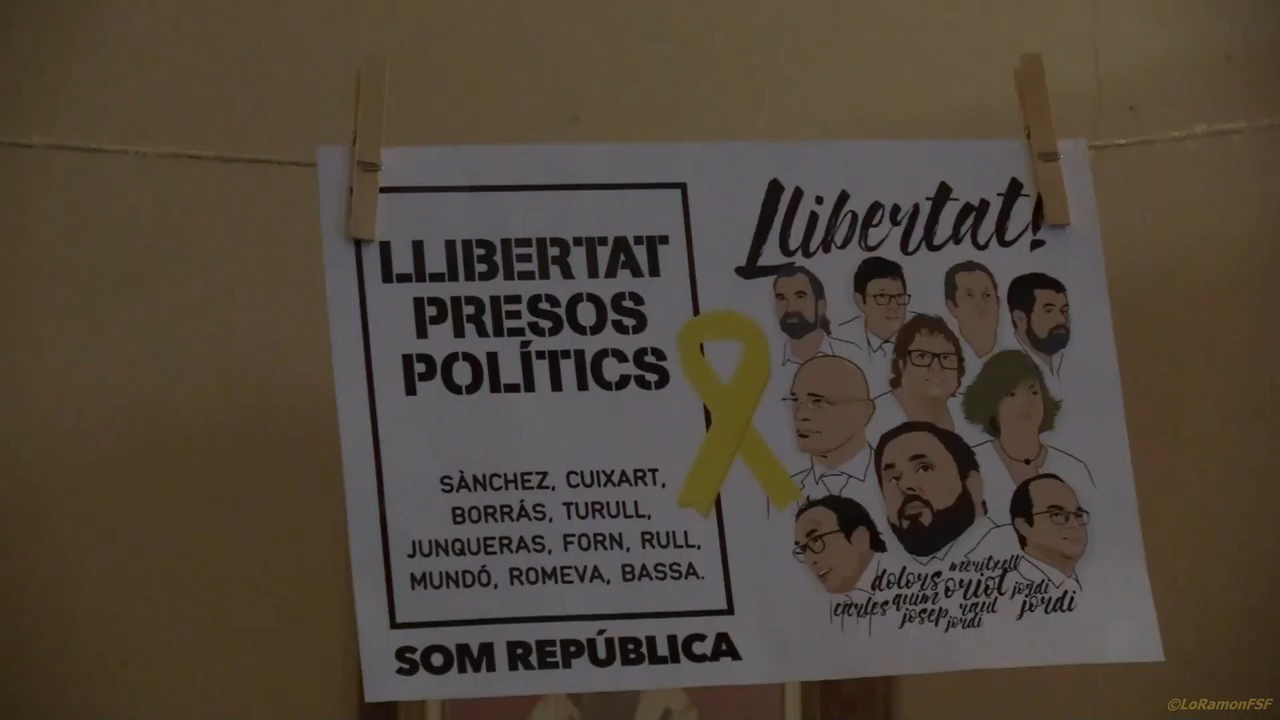 LLIBERTAT
PRESOS
POLÍTICS
SÀNCHEZ, CUIXART,
BORRÁS, TURULL,
JUNQUERAS, FORN, RULL,
MUNDÓ, ROMEVA, BASSA.
SOM REPÚBLICA
Llibertat!
meritxell
dolors oriol jordi
carles quim raul jordi
josep jordi
©LoRamonFSF